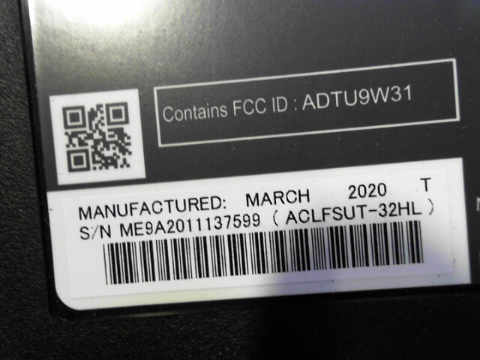 Contains FCC ID : ADTU9W31
MANUFACTURED: MARCH 2020 T
S/N ME9A2011137599 ( ACLFSUT-32HL )